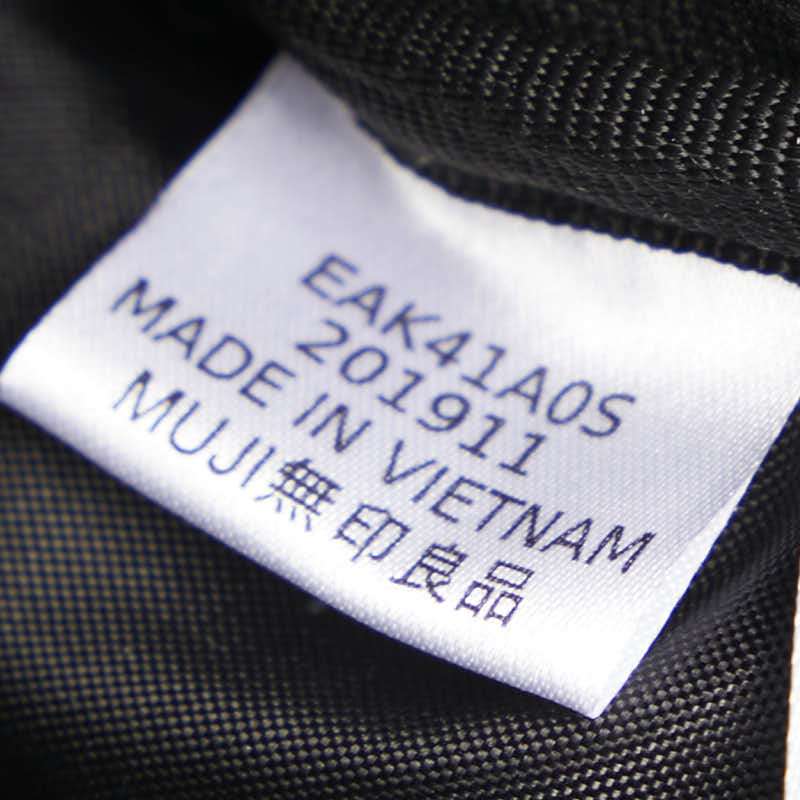 EAK41A0S
201911
MADE IN VIETNAM
MUJI無印良品